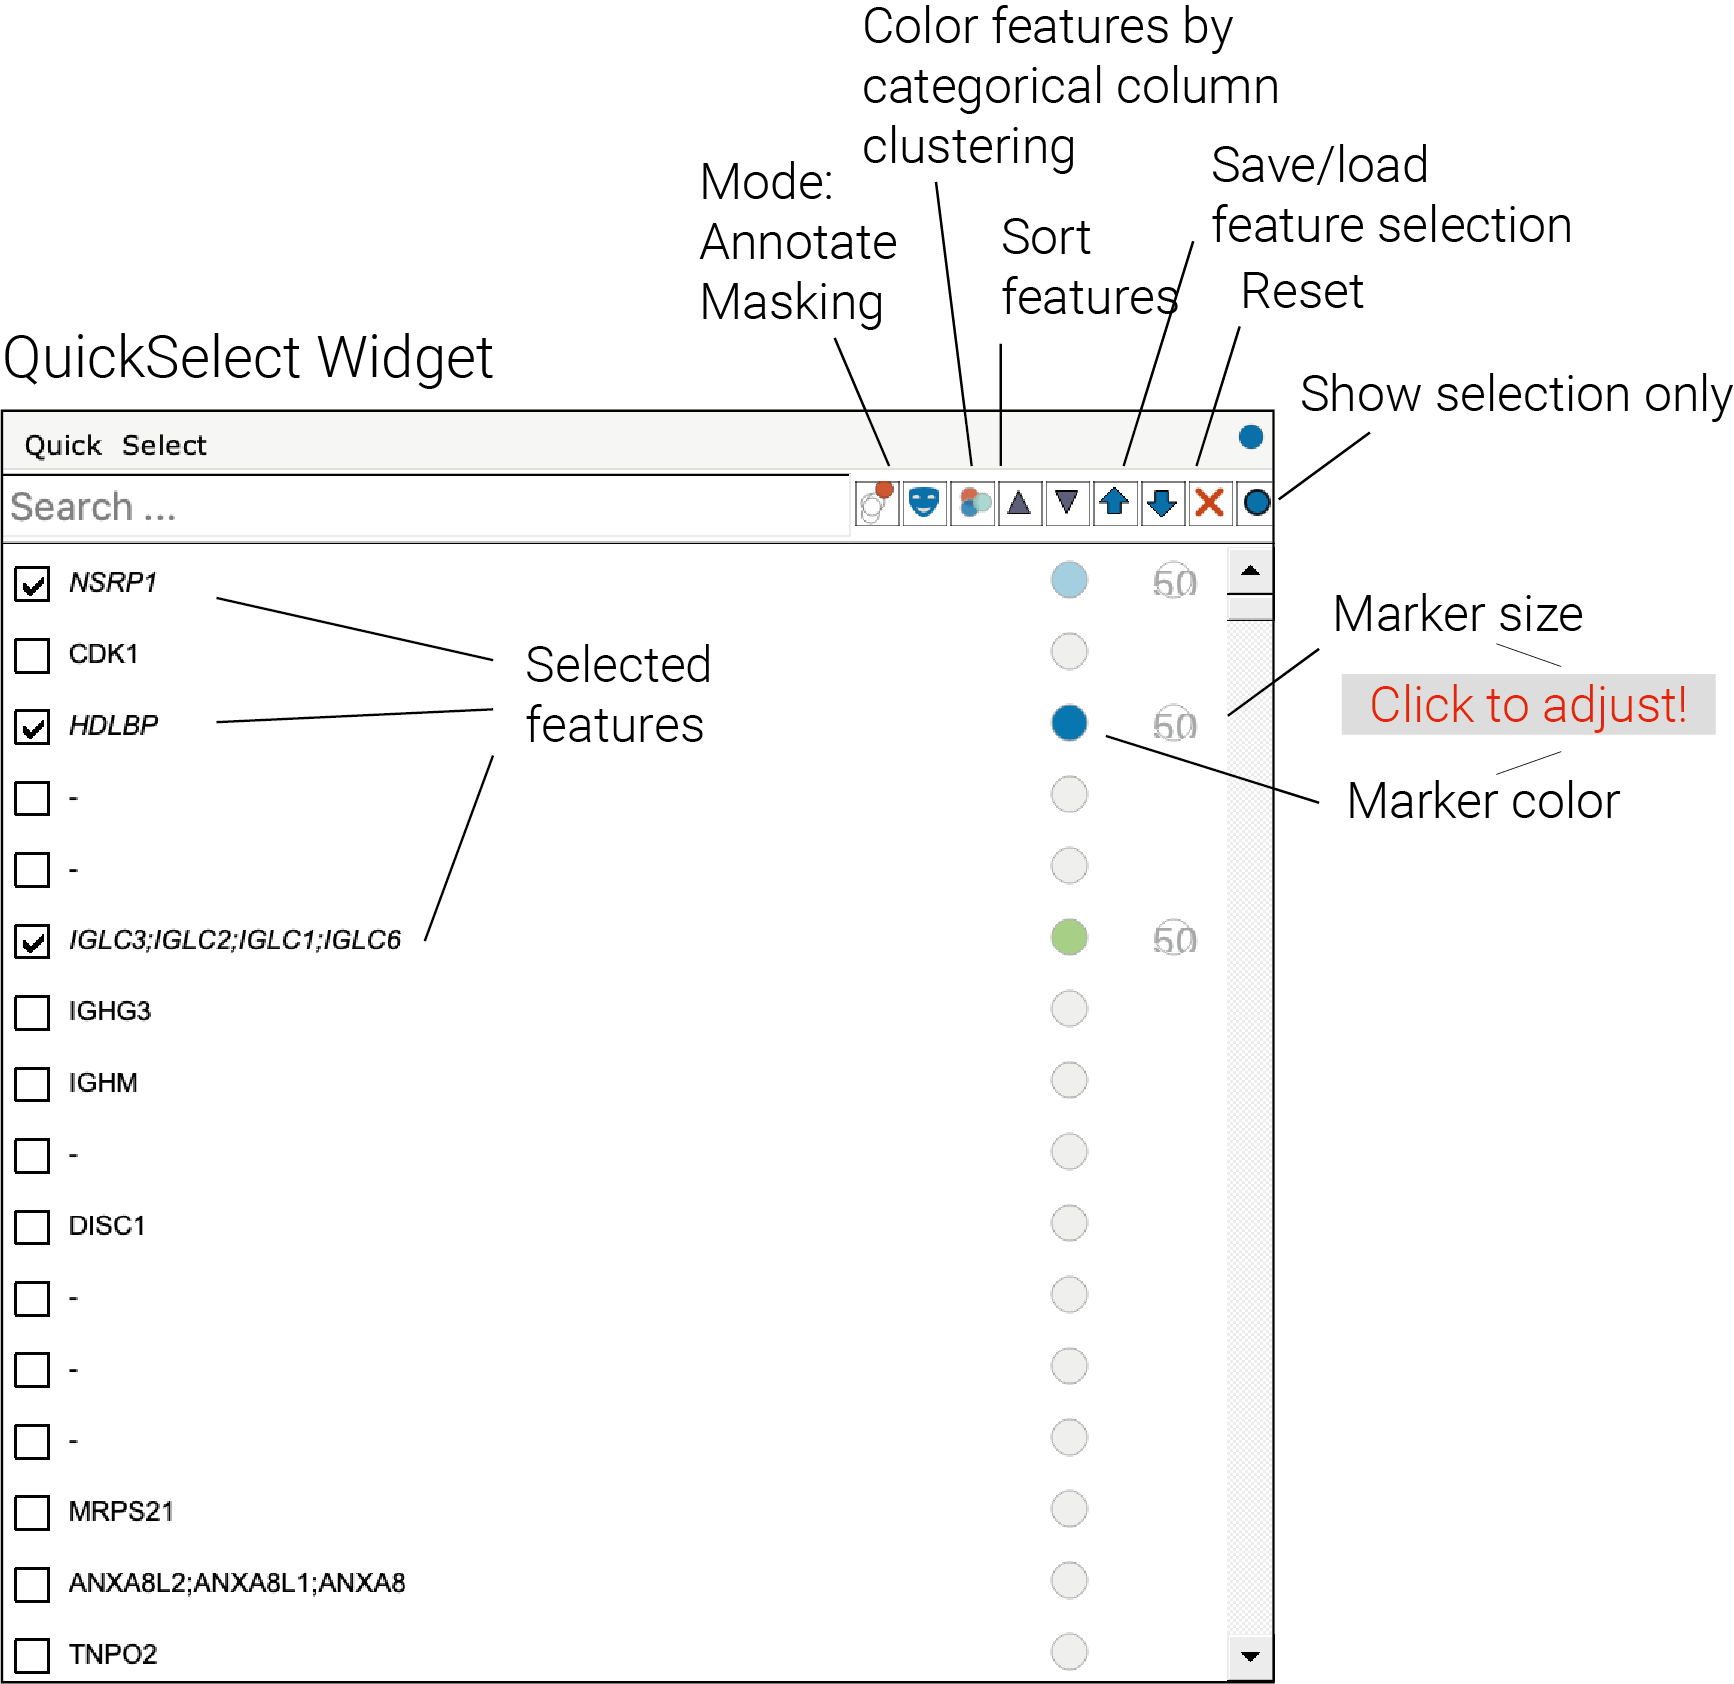 Color features by
categorical column
clustering
Mode:
Annotate
Masking
Sort
features
Save/load
feature selection
Reset
Show selection only
QuickSelect Widget
Quick Select
Search ...
NSRP1
50
CDK1
HDLBP
50
-
-
IGLC3;IGLC2;IGLC1;IGLC6
50
IGHG3
IGHM
-
DISC1
-
-
-
MRPS21
ANXA8L2;ANXA8L1;ANXA8
TNPO2
Selected
features
Marker size
Click to adjust!
Marker color